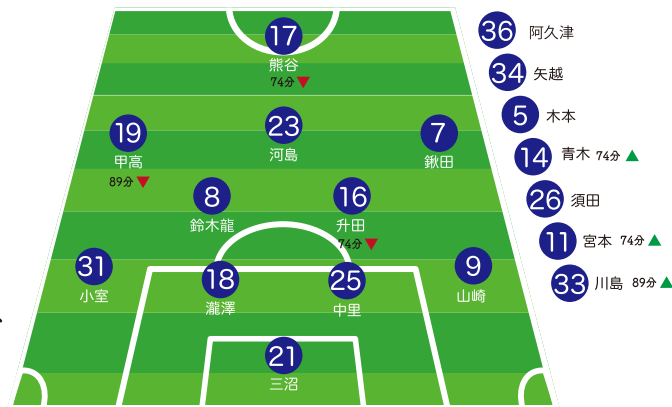 17
熊谷
74分▼
23
河島
19
甲高
89分▼
7
鍬田
8
鈴木龍
16
升田
74分▼
31
小室
18
瀧澤
25
中里
9
山崎
21
三沼
36 阿久津
34 矢越
5 木本
14 青木 74分▲
26 須田
11 宮本 74分▲
33 川島 89分▲